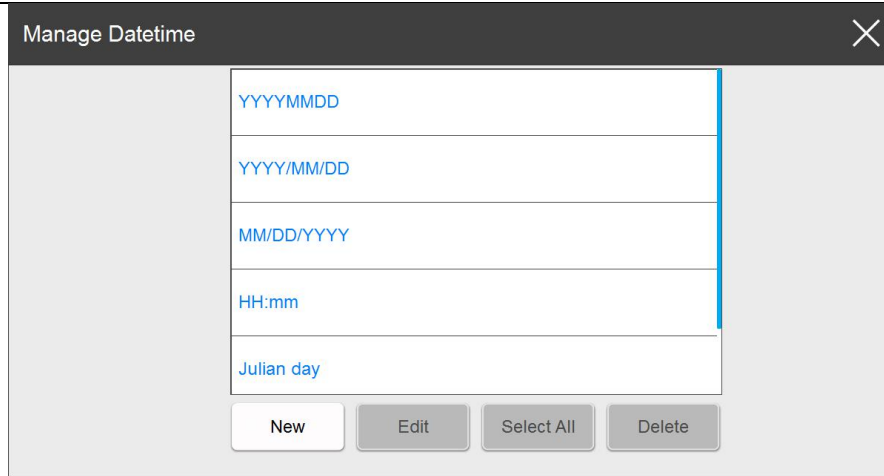 Manage Datetime
YYYYMMDD
YYYY/MM/DD
MM/DD/YYYY
HH:mm
Julian day
New Edit Select All Delete